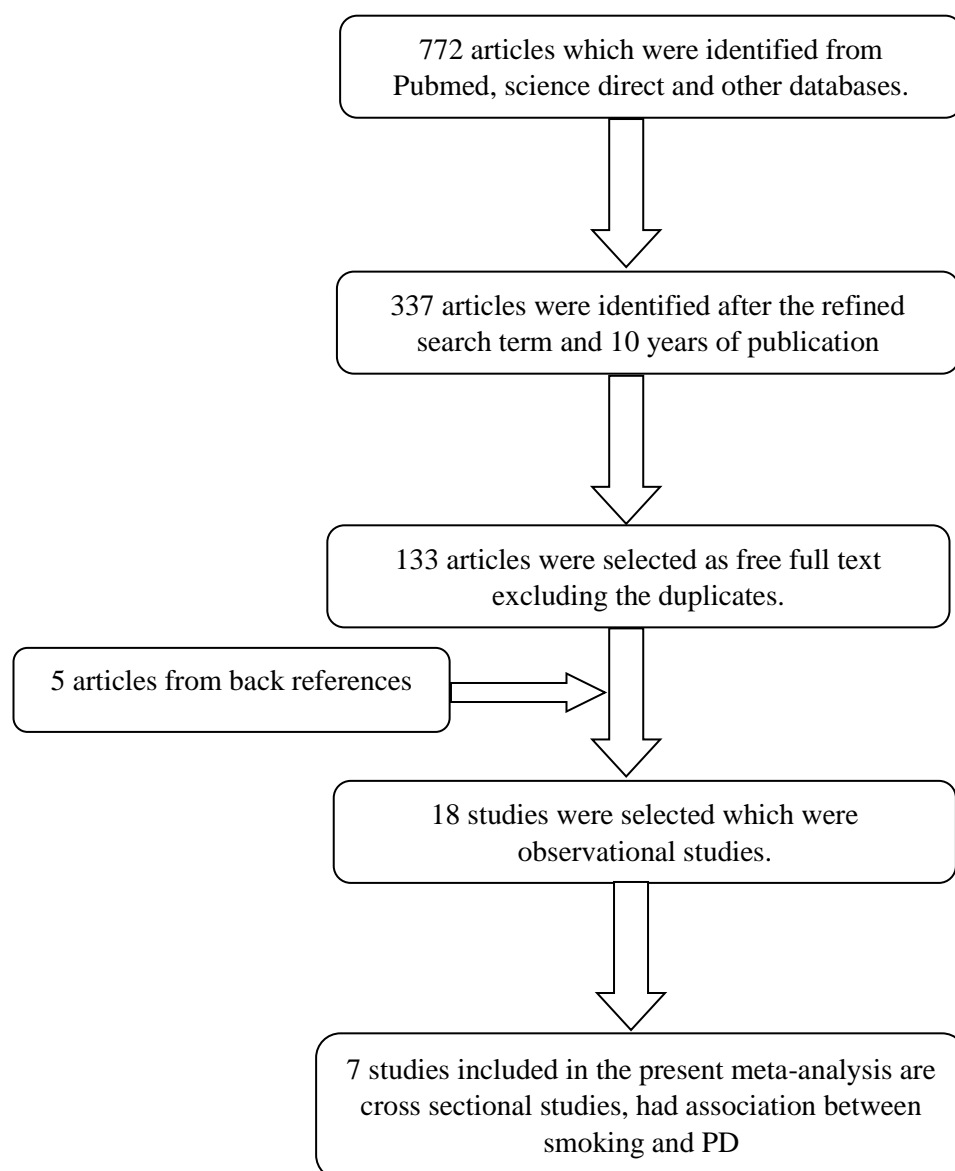 772 articles which were identified from
Pubmed, science direct and other databases.
337 articles were identified after the refined
search term and 10 years of publication
133 articles were selected as free full text
excluding the duplicates.
5 articles from back references
18 studies were selected which were
observational studies.
7 studies included in the present meta-analysis are
cross sectional studies, had association between
smoking and PD